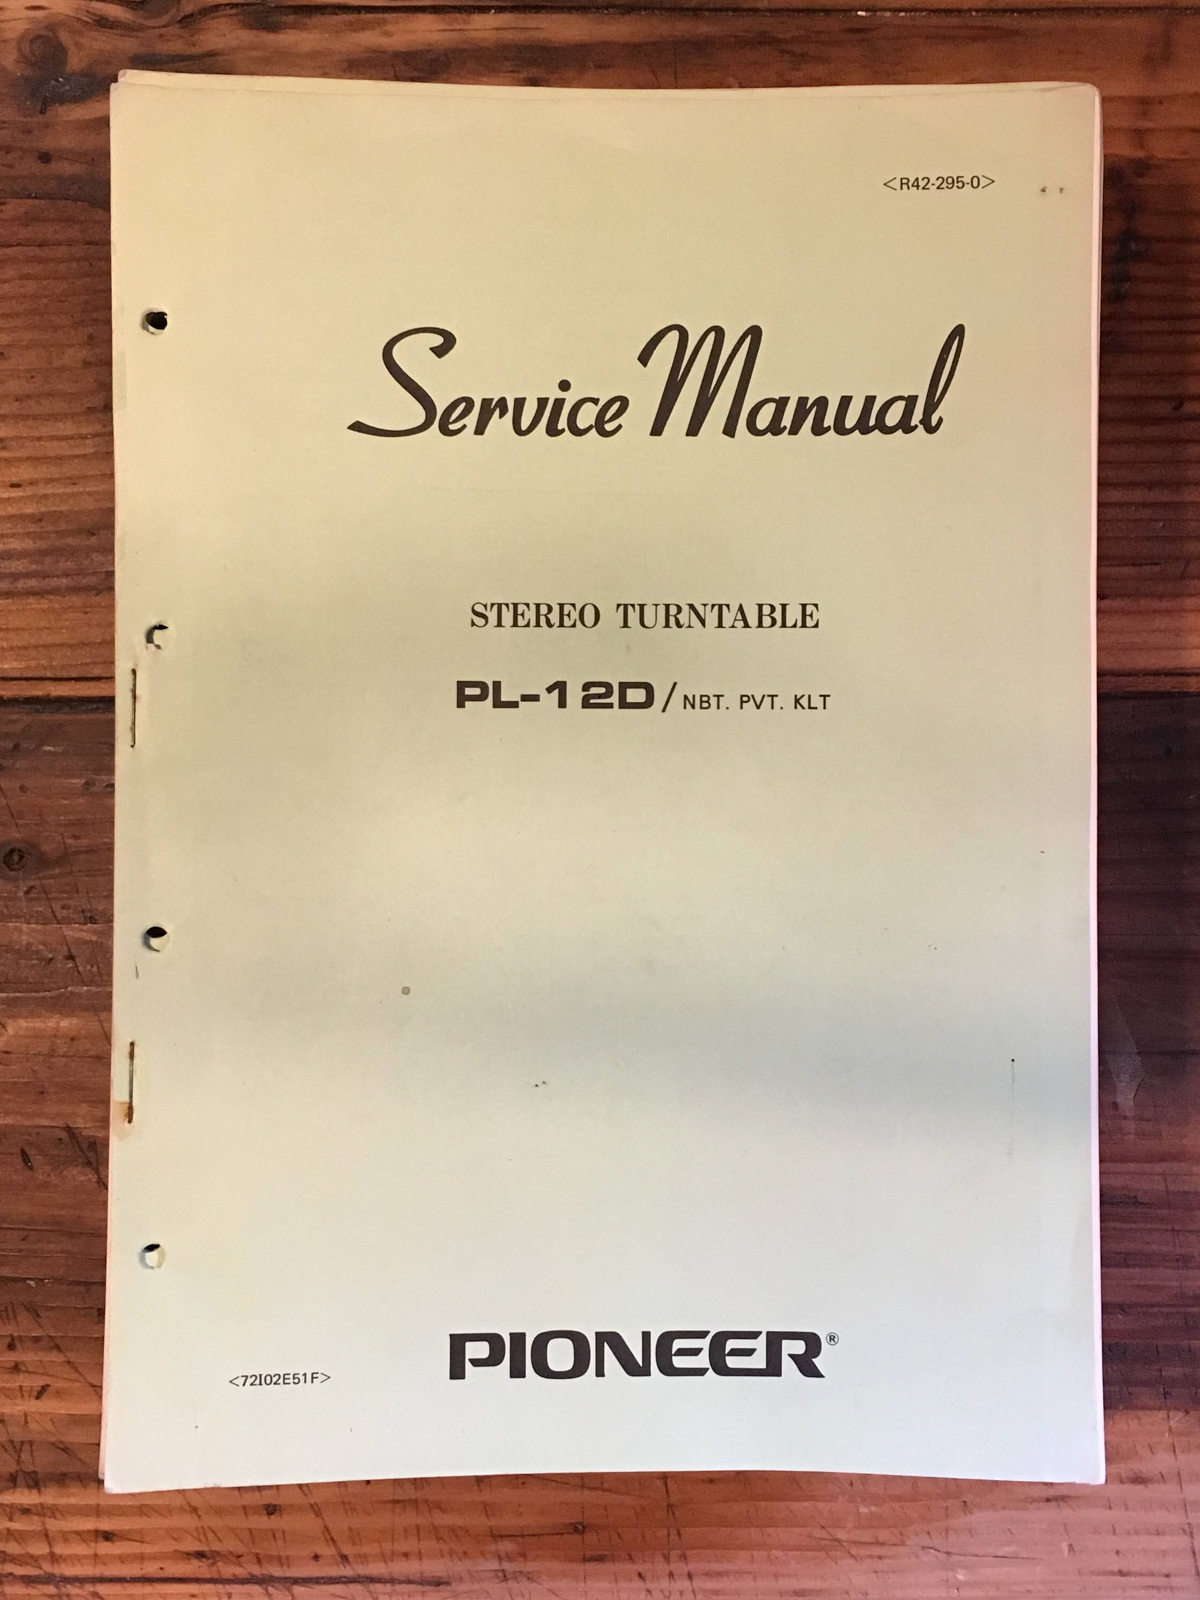 <R42-295-0>
Service Manual
STEREO TURNTABLE
PL-12D/NBT. PVT. KLT
PIONEER®
<72I02E51F>